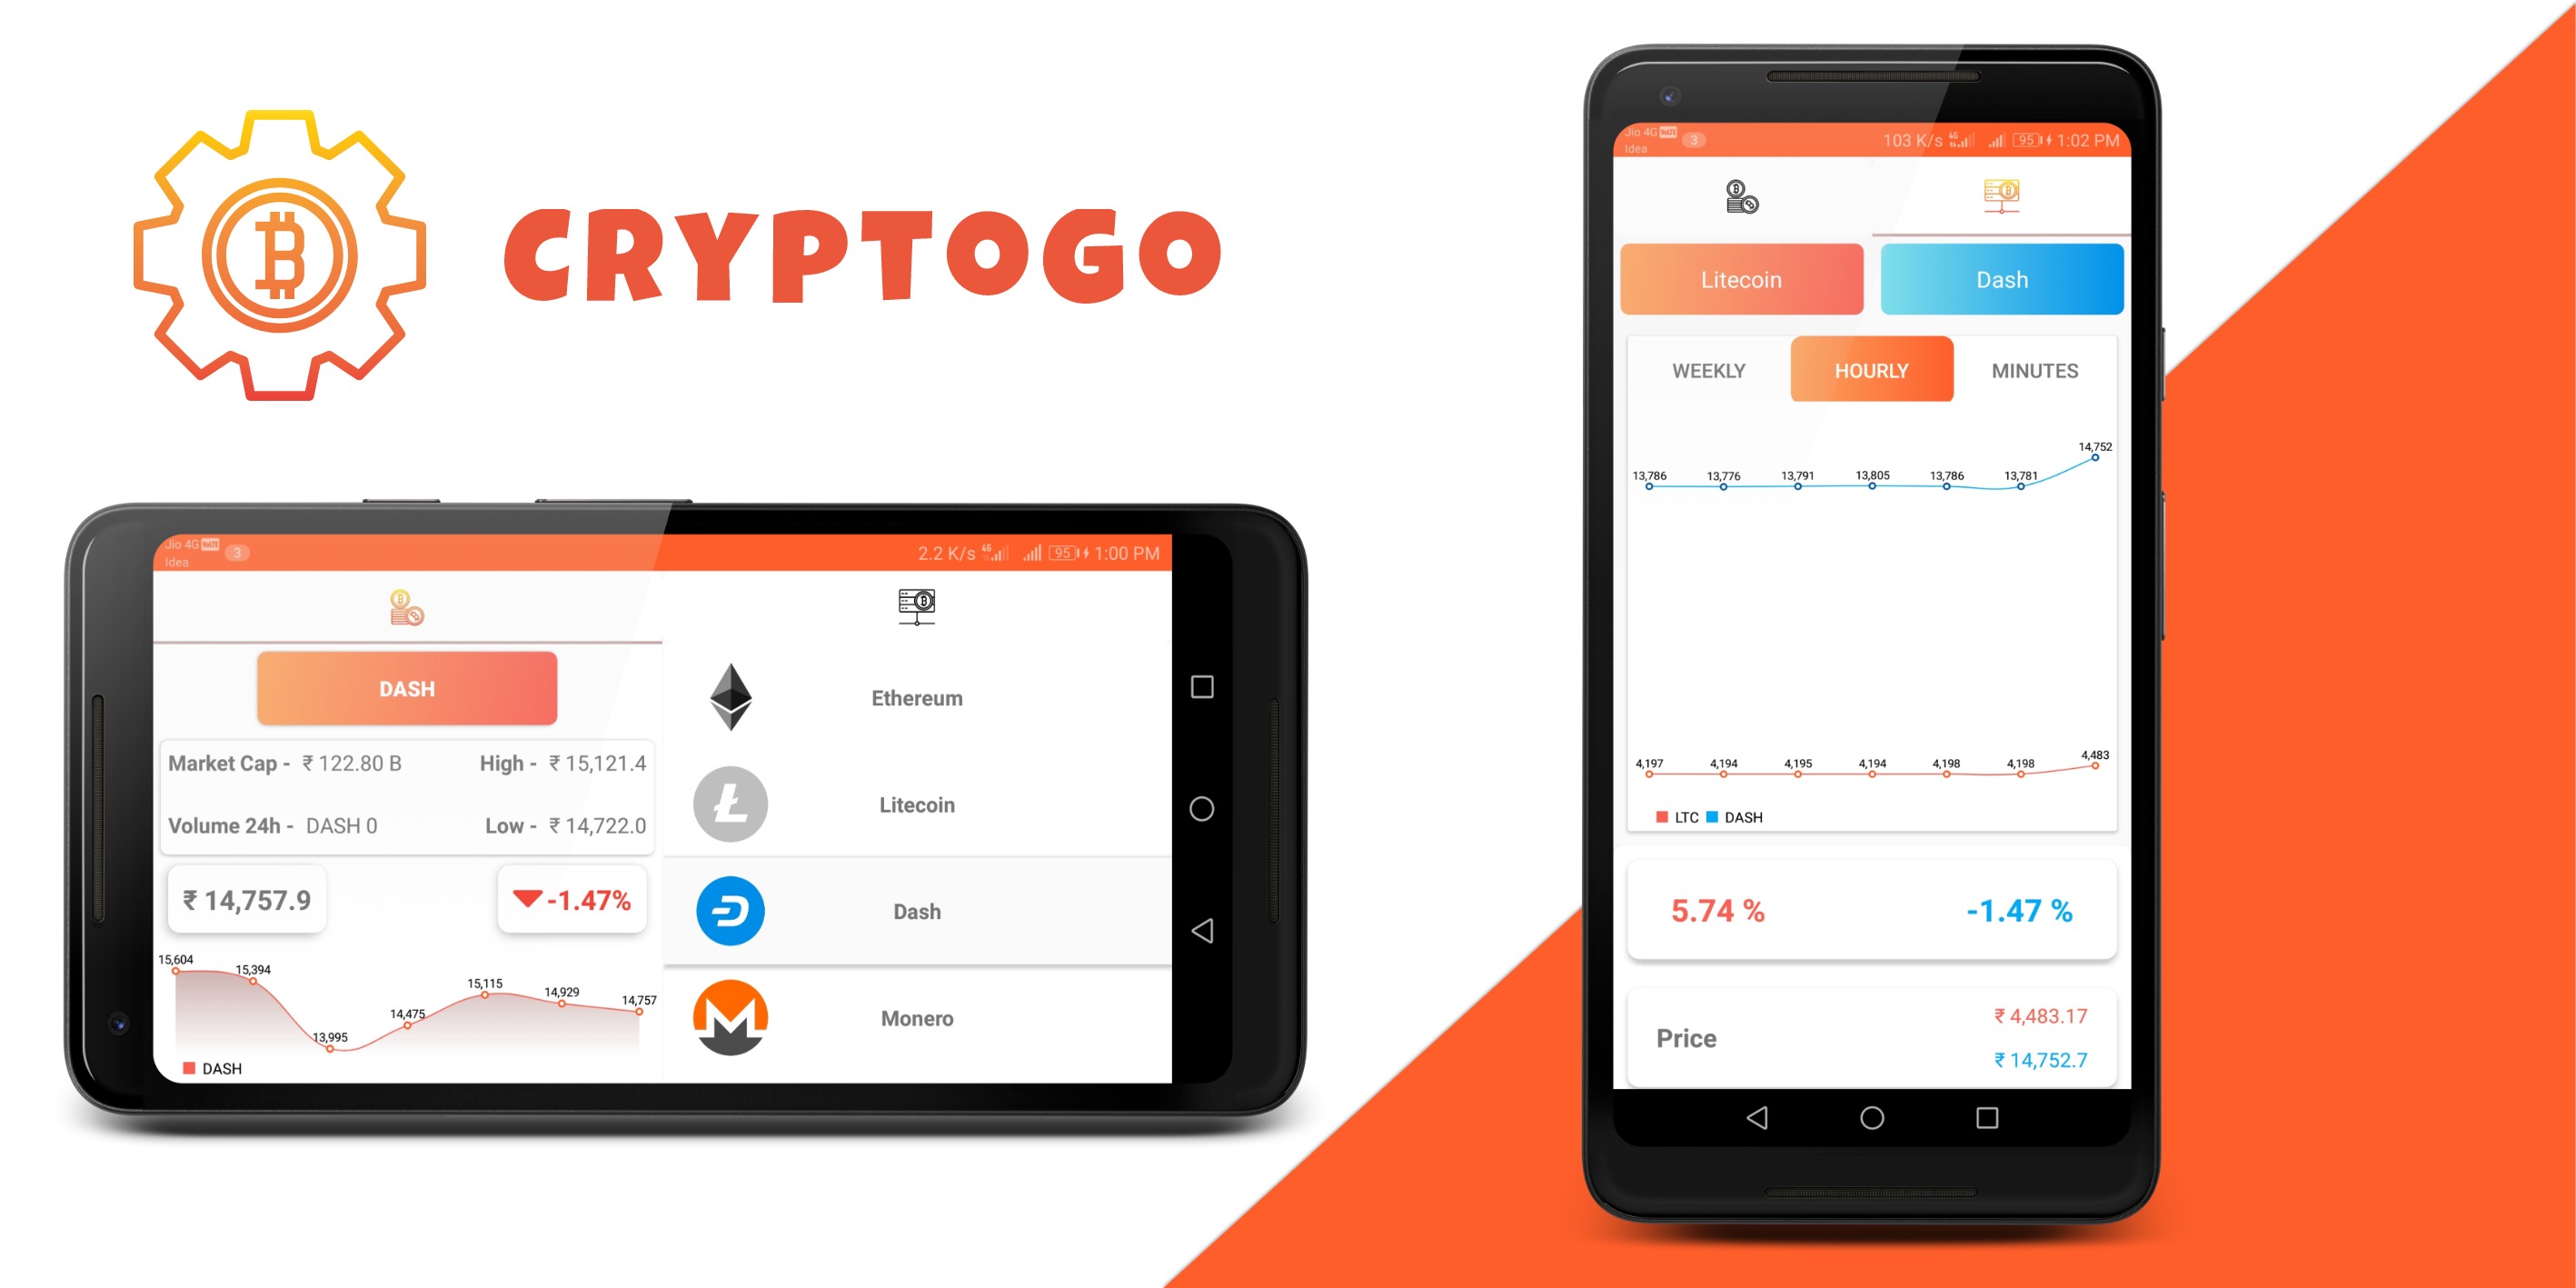 CRYPTOGO
Jio 4G VoLTE
Idea
3
2.2 K/s 4G 95 1:00 PM
DASH
Market Cap - ₹ 122.80 B High - ₹ 15,121.4
Volume 24h - DASH 0 Low - ₹ 14,722.0
₹ 14,757.9 -1.47%
15,604
15,394
13,995
14,475
15,115
14,929
14,757
DASH
Ethereum
Litecoin
Dash
Monero
Jio 4G VoLTE
Idea
3
103 K/s 4G 95 1:02 PM
Litecoin Dash
WEEKLY HOURLY MINUTES
13,786 13,776 13,791 13,805 13,786 13,781 14,752
4,197 4,194 4,195 4,194 4,198 4,198 4,483
LTC DASH
5.74 % -1.47 %
Price
₹ 4,483.17
₹ 14,752.7